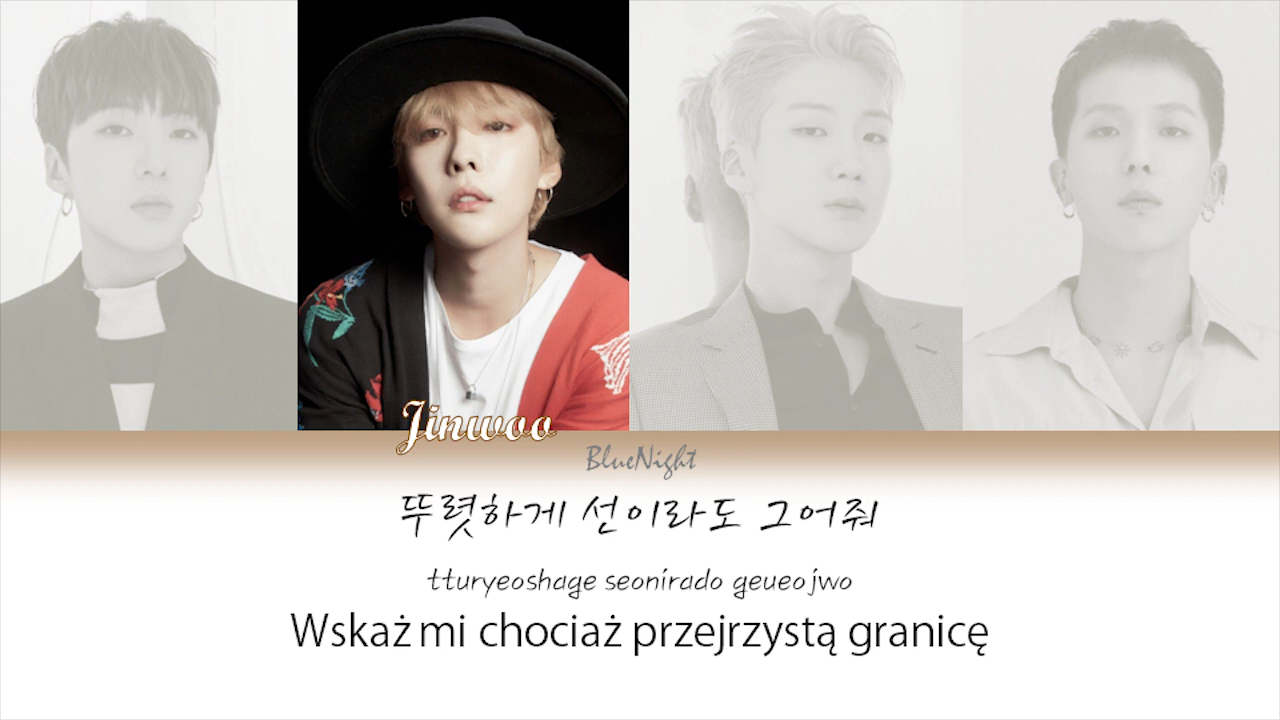 Jinwoo
BlueNight
뚜렷하게 선이라도 그어줘
tturyeoshage seonirado geueojwo
Wskaż mi chociaż przejrzystą granicę